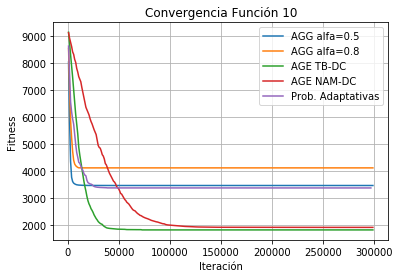 Convergencia Función 10
Fitness
9000
8000
7000
6000
5000
4000
3000
2000
AGG alfa=0.5
AGG alfa=0.8
AGE TB-DC
AGE NAM-DC
Prob. Adaptativas
0 50000 100000 150000 200000 250000 300000
Iteración